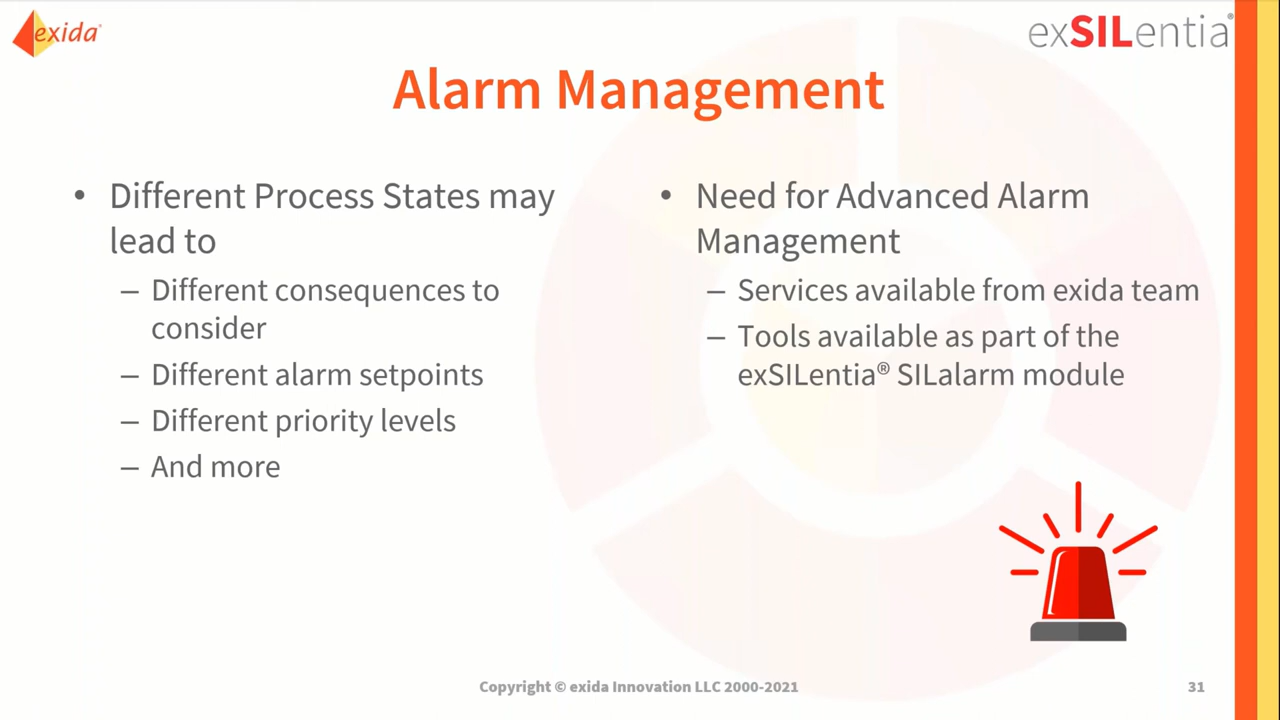 exida®
exSILentia®
Alarm Management
• Different Process States may
lead to
– Different consequences to
consider
– Different alarm setpoints
– Different priority levels
– And more
• Need for Advanced Alarm
Management
– Services available from exida team
– Tools available as part of the
exSILentia® SILalarm module
Copyright © exida Innovation LLC 2000-2021
31